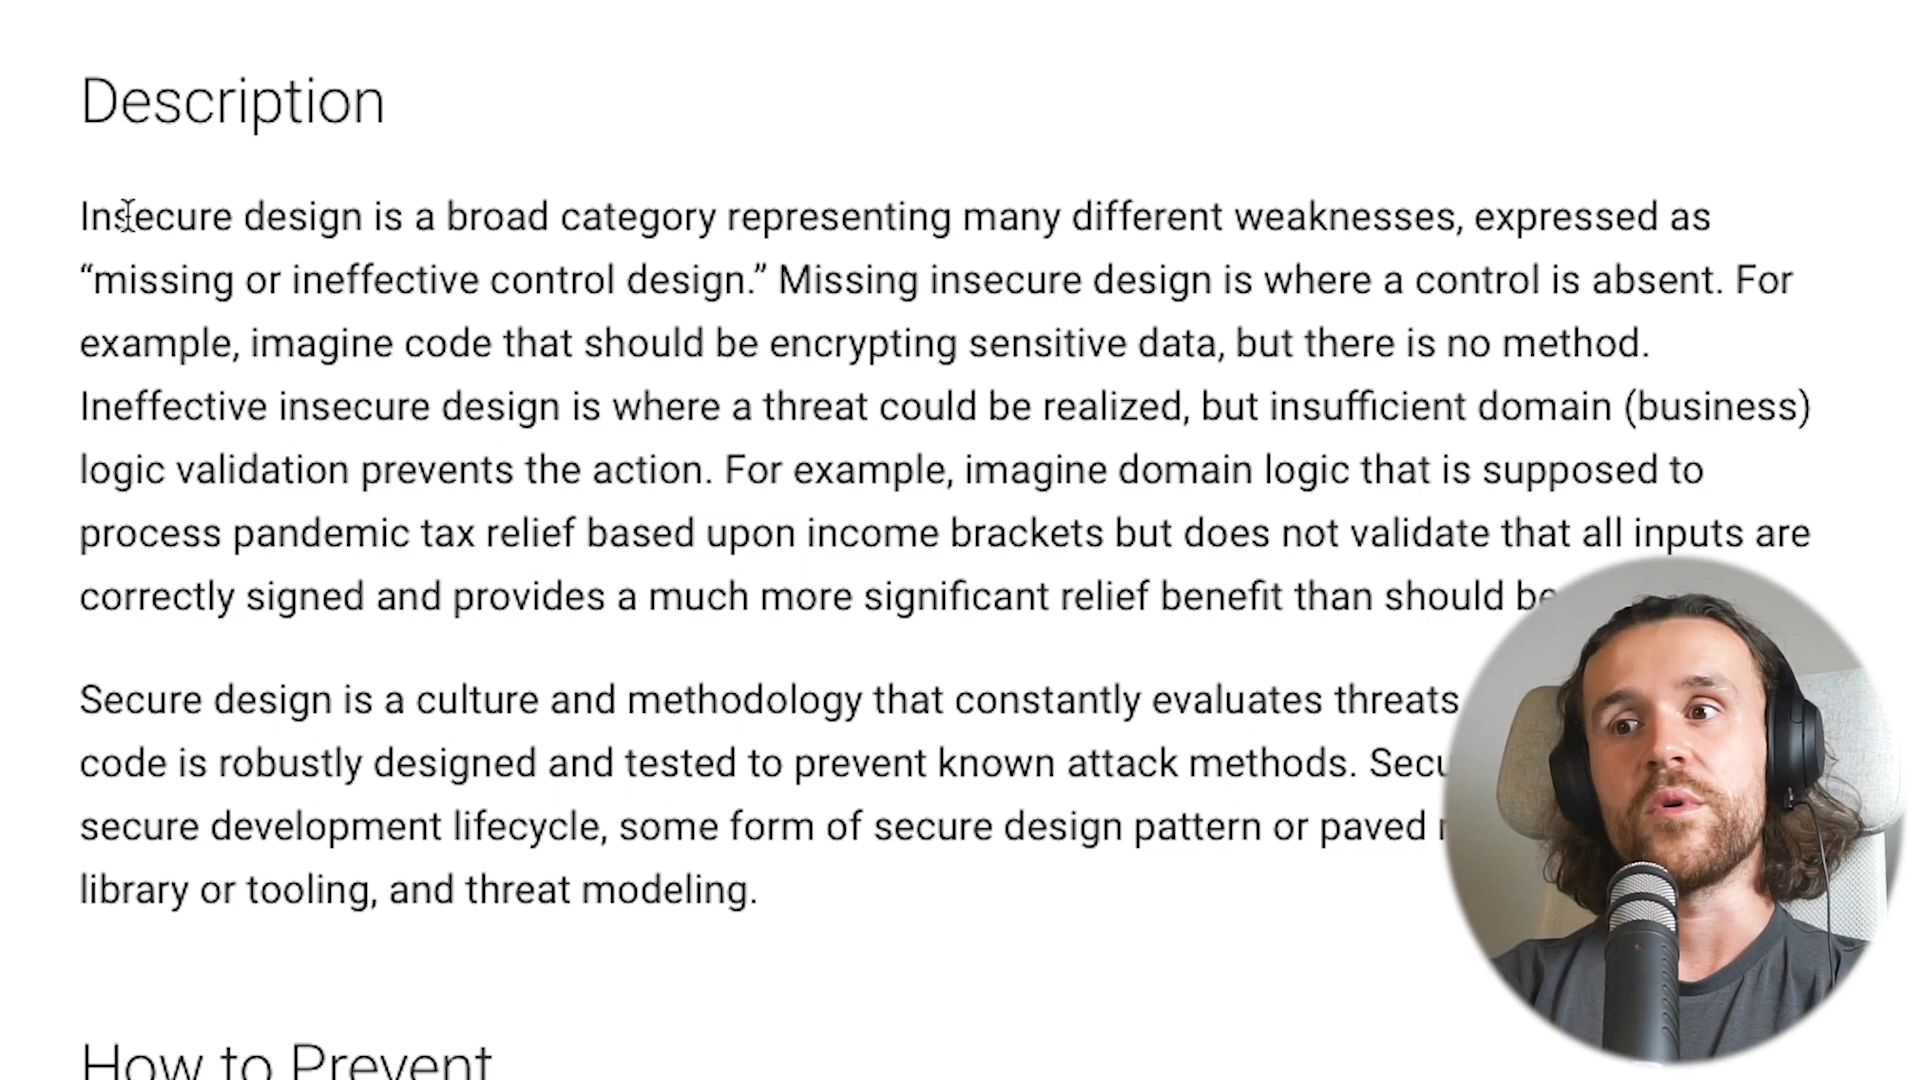 Description
Insecure design is a broad category representing many different weaknesses, expressed as
“missing or ineffective control design.” Missing insecure design is where a control is absent. For
example, imagine code that should be encrypting sensitive data, but there is no method.
Ineffective insecure design is where a threat could be realized, but insufficient domain (business)
logic validation prevents the action. For example, imagine domain logic that is supposed to
process pandemic tax relief based upon income brackets but does not validate that all inputs are
correctly signed and provides a much more significant relief benefit than should be
Secure design is a culture and methodology that constantly evaluates threats
code is robustly designed and tested to prevent known attack methods.
secure development lifecycle, some form of secure design pattern or paved
library or tooling, and threat modeling.
How to Prevent